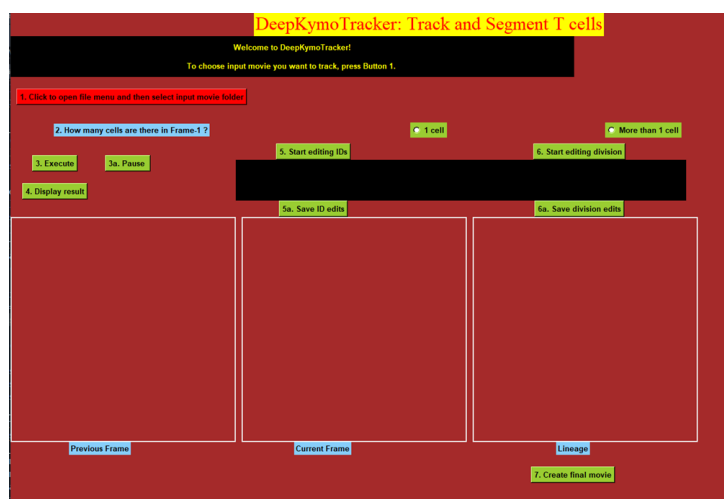 DeepKymoTracker: Track and Segment T cells
Welcome to DeepKymoTracker!
To choose input movie you want to track, press Button 1.
1. Click to open file menu and then select input movie folder
2. How many cells are there in Frame-1 ?
1 cell
More than 1 cell
5. Start editing IDs
6. Start editing division
3. Execute
3a. Pause
4. Display result
5a. Save ID edits
6a. Save division edits
Previous Frame
Current Frame
Lineage
7. Create final movie